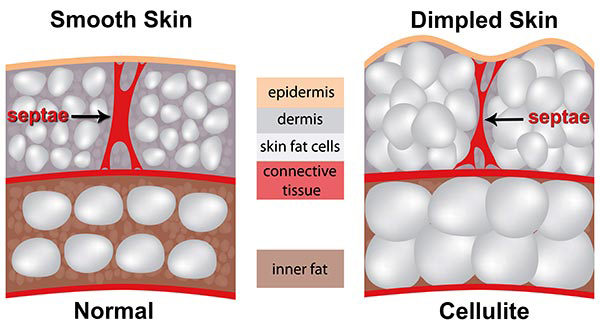 Smooth Skin
Dimpled Skin
septae
epidermis
dermis
skin fat cells
connective
tissue
inner fat
septae
Normal
Cellulite